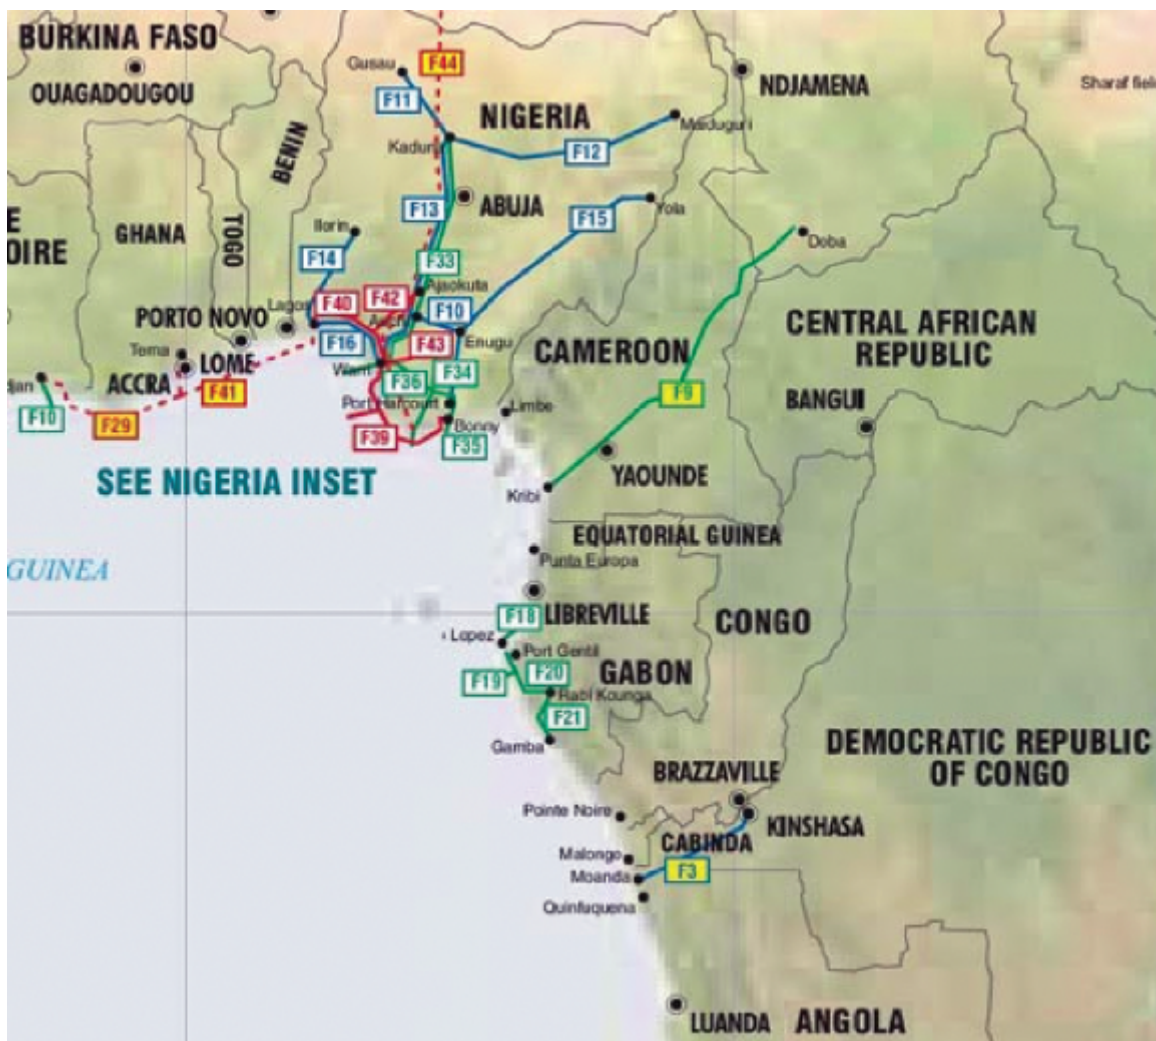 BURKINA FASO
OUAGADOUGOU
Gusau
F44
NDJAMENA
Sharaf fiel
F11
NIGERIA
Maiduguri
BENIN
F12
ABUJA
F13
F15
Yola
GHANA
TOGO
Ilorin
OIRE
F14
F33
Doba
Ajaokuta
Lagos
F40
F42
F10
PORTO NOVO
F16
F43
Enugu
CAMEROON
CENTRAL AFRICAN
REPUBLIC
Tema
LOME
Warri
F36
F34
ACCRA
F41
F9
BANGUI
F10
F29
Port Harcourt
Limbe
F39
Bonny
F35
YAOUNDE
SEE NIGERIA INSET
Kribi
EQUATORIAL GUINEA
Punta Europa
GUINEA
LIBREVILLE
F18
CONGO
Lopez
Port Gentil
F19
F20
GABON
Rabi Kounga
F21
Gamba
DEMOCRATIC REPUBLIC
OF CONGO
BRAZZAVILLE
Pointe Noire
KINSHASA
CABINDA
Malongo
Moanda
F3
Quinfuquena
LUANDA
ANGOLA